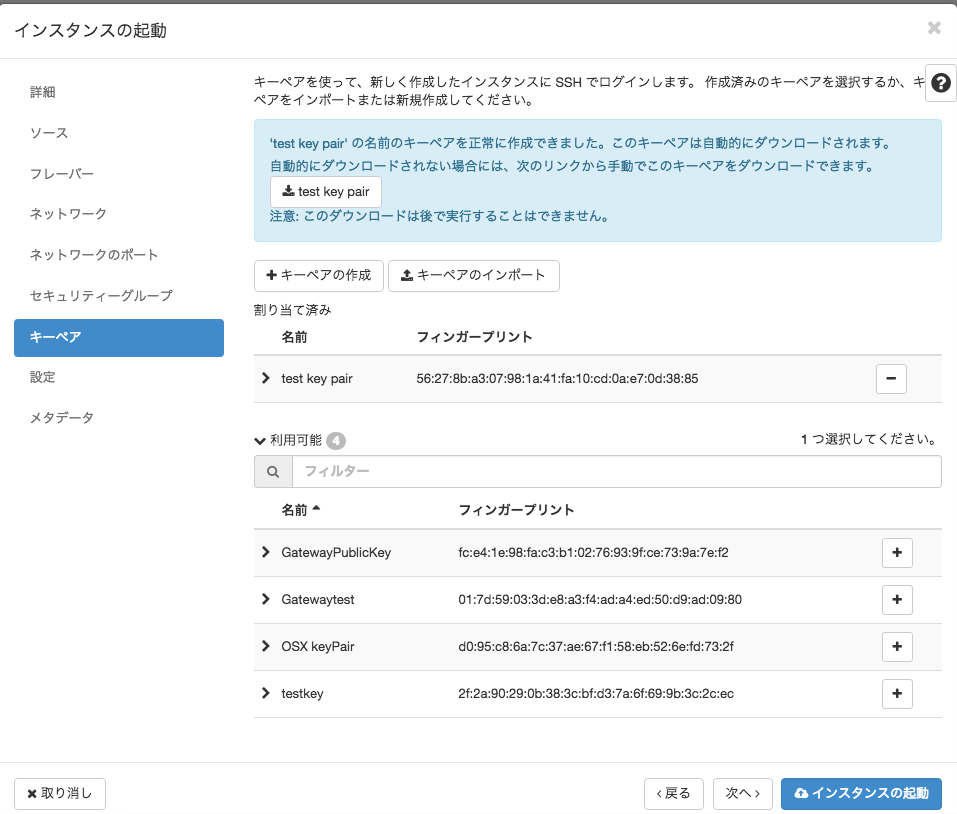 インスタンスの起動
×
詳細
ソース
フレーバー
ネットワーク
ネットワークのポート
セキュリティーグループ
キーペア
設定
メタデータ
キーペアを使って、新しく作成したインスタンスに SSH でログインします。 作成済みのキーペアを選択するか、キー
ペアをインポートまたは新規作成してください。
?
'test key pair' の名前のキーペアを正常に作成できました。このキーペアは自動的にダウンロードされます。
自動的にダウンロードされない場合には、次のリンクから手動でこのキーペアをダウンロードできます。
test key pair
注意: このダウンロードは後で実行することはできません。
+ キーペアの作成 キーペアのインポート
割り当て済み
名前 フィンガープリント
test key pair 56:27:8b:a3:07:98:1a:41:fa:10:cd:0a:e7:0d:38:85 −
利用可能 4 1 つ選択してください。
フィルター
名前 フィンガープリント
GatewayPublicKey fc:e4:1e:98:fa:c3:b1:02:76:93:9f:ce:73:9a:7e:f2 +
Gatewaytest 01:7d:59:03:3d:e8:a3:f4:ad:a4:ed:50:d9:ad:09:80 +
OSX keyPair d0:95:c8:6a:7c:37:ae:67:f1:58:eb:52:6e:fd:73:2f +
testkey 2f:2a:90:29:0b:38:3c:bf:d3:7a:6f:69:9b:3c:2c:ec +
× 取り消し ‹ 戻る 次へ › インスタンスの起動